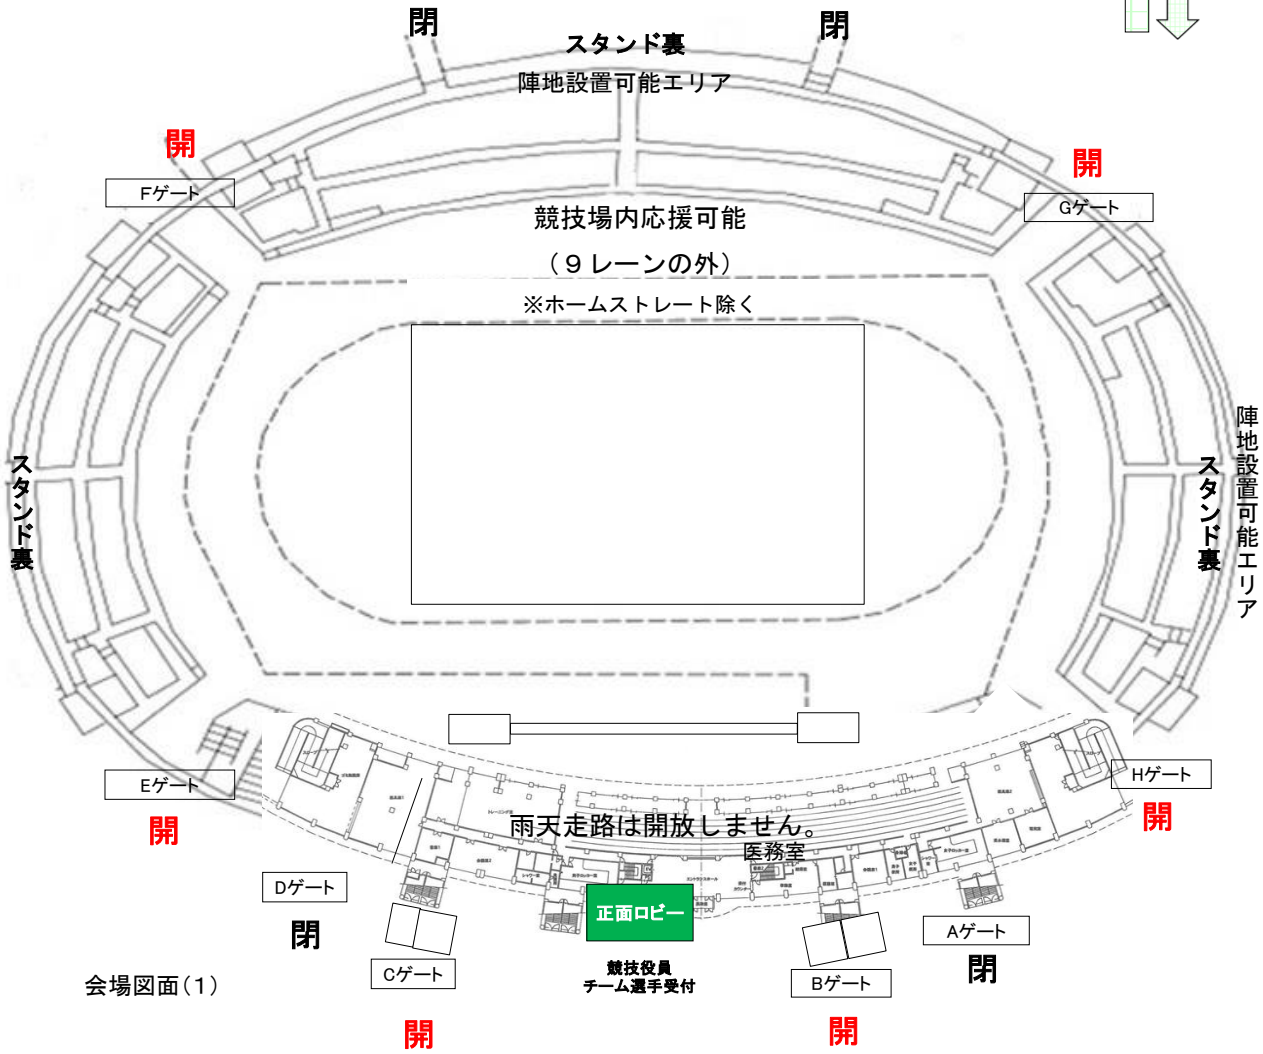 閉
閉
スタンド裏
陣地設置可能エリア
開
開
Fゲート
Gゲート
競技場内応援可能
（９レーンの外）
※ホームストレート除く
陣地設置可能エリア
スタンド裏
スタンド裏
Eゲート
Hゲート
開
開
雨天走路は開放しません。
医務室
Dゲート
閉
正面ロビー
Aゲート
閉
Cゲート
競技役員
チーム選手受付
Bゲート
会場図面（１）
開
開